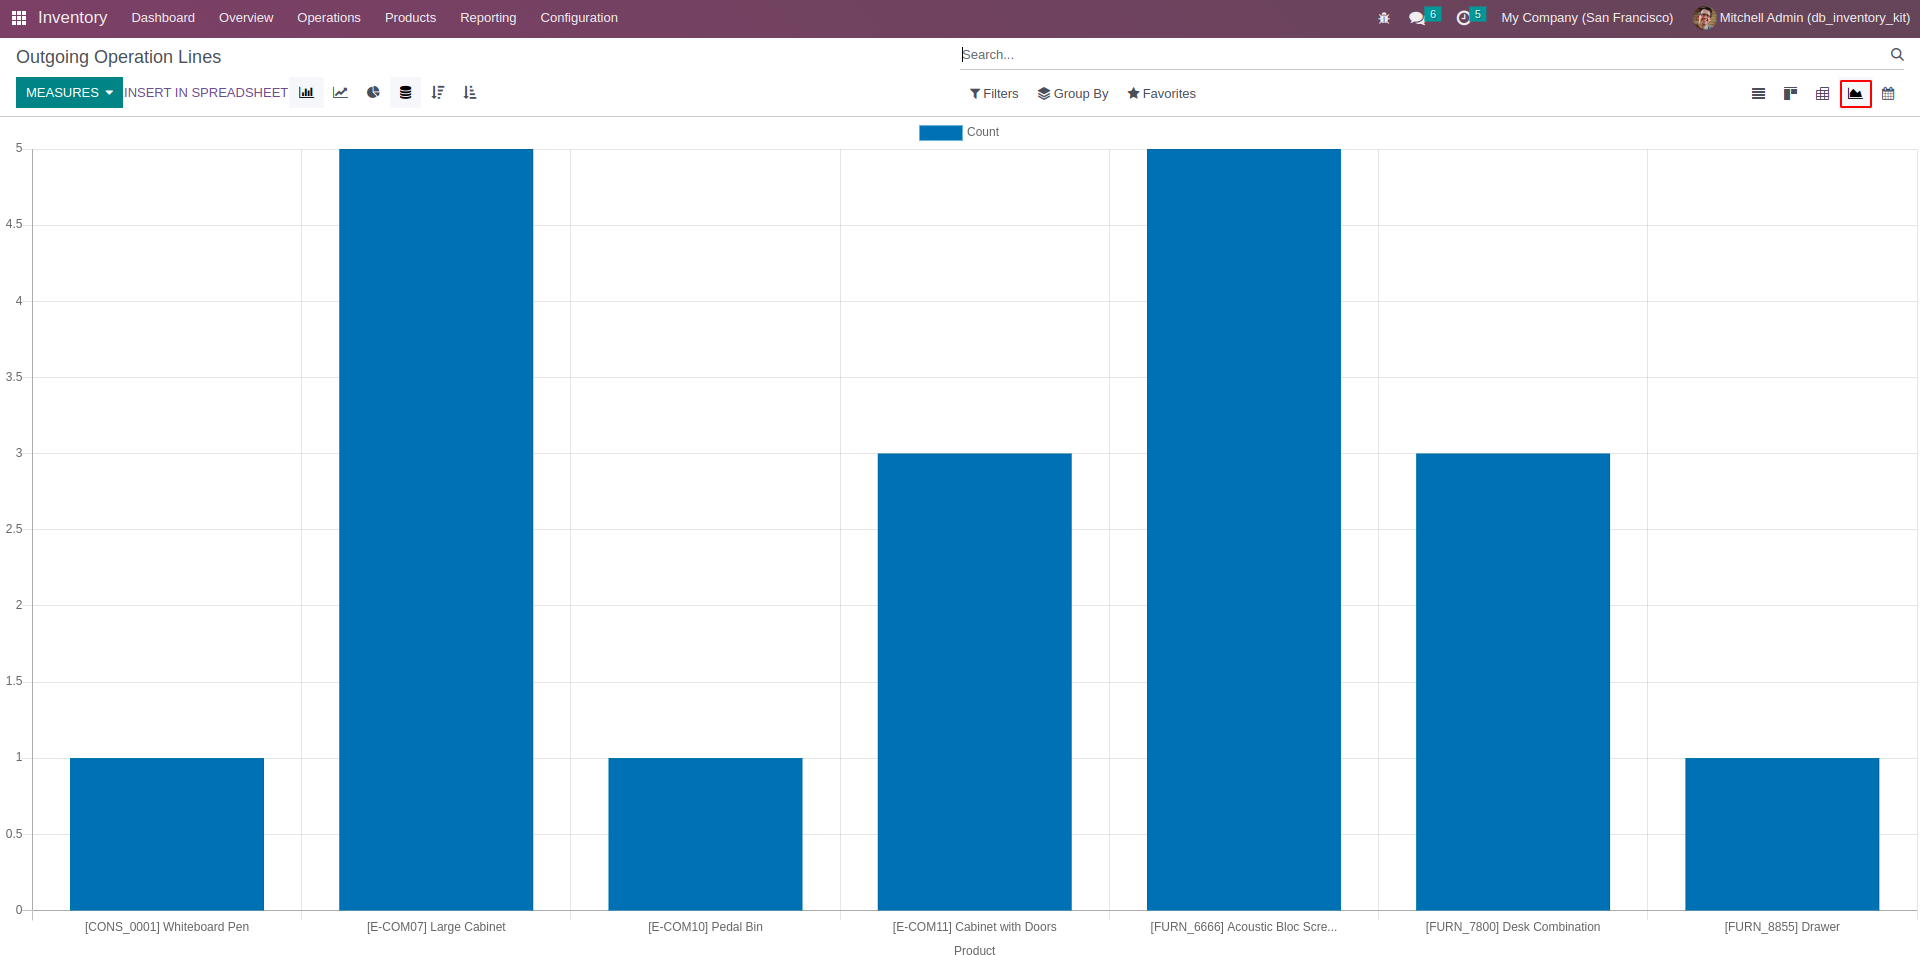 Inventory Dashboard Overview Operations Products Reporting Configuration 6 5 My Company (San Francisco) Mitchell Admin (db_inventory_kit)
Outgoing Operation Lines Search...
MEASURES INSERT IN SPREADSHEET Filters Group By Favorites
Count
5
4.5
4
3.5
3
2.5
2
1.5
1
0.5
0
[CONS_0001] Whiteboard Pen [E-COM07] Large Cabinet [E-COM10] Pedal Bin [E-COM11] Cabinet with Doors [FURN_6666] Acoustic Bloc Scre... [FURN_7800] Desk Combination [FURN_8855] Drawer
Product